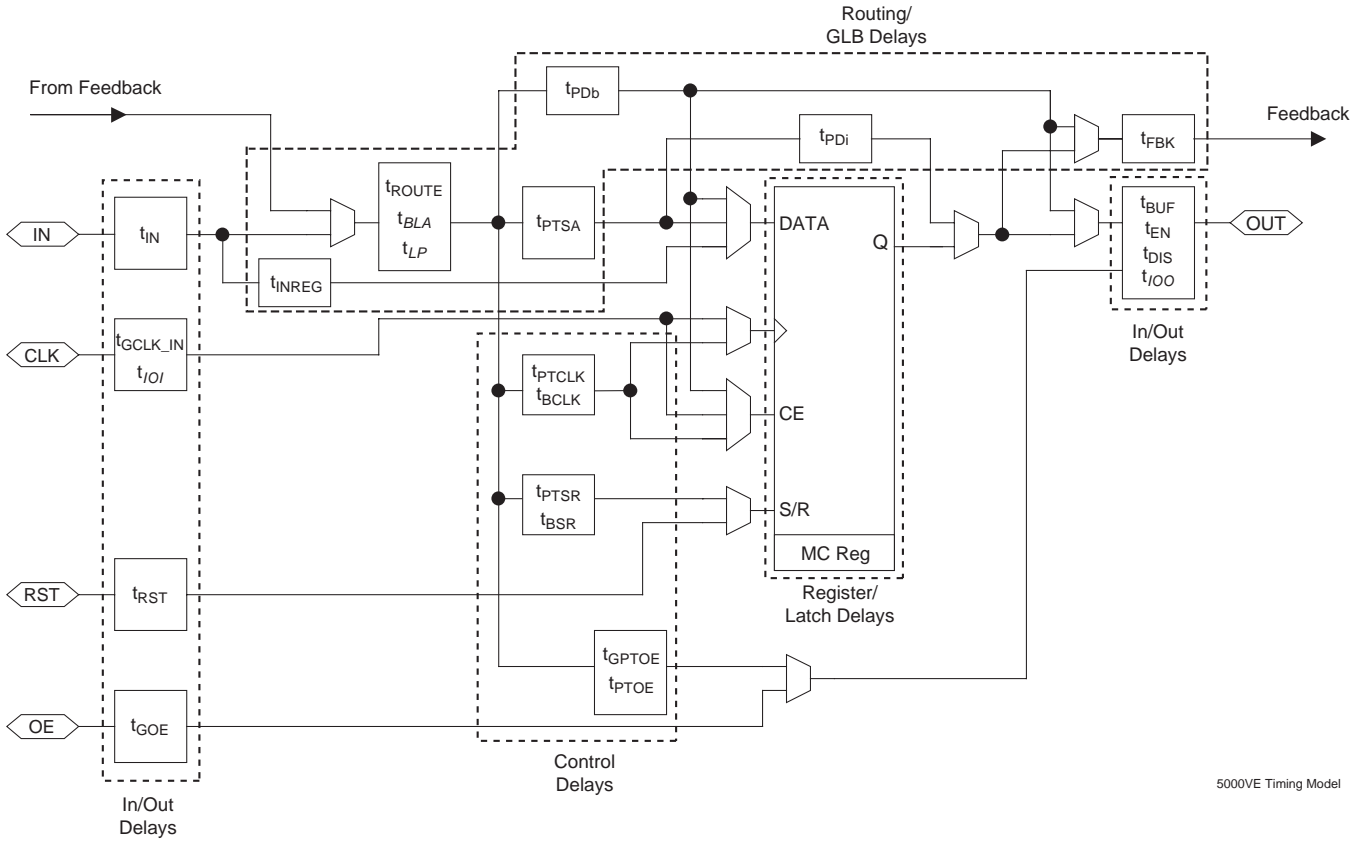 Routing/
GLB Delays
From Feedback
tPDb
Feedback
tPDi
tFBK
tROUTE
tBLA
tLP
IN
tIN
tPTSA
DATA
Q
tBUF
tEN
tDIS
tIOO
OUT
tINREG
In/Out
Delays
CLK
tGCLK_IN
tIOI
tPTCLK
tBCLK
CE
tPTSR
tBSR
S/R
MC Reg
RST
tRST
Register/
Latch Delays
tGPTOE
tPTOE
OE
tGOE
Control
Delays
5000VE Timing Model
In/Out
Delays